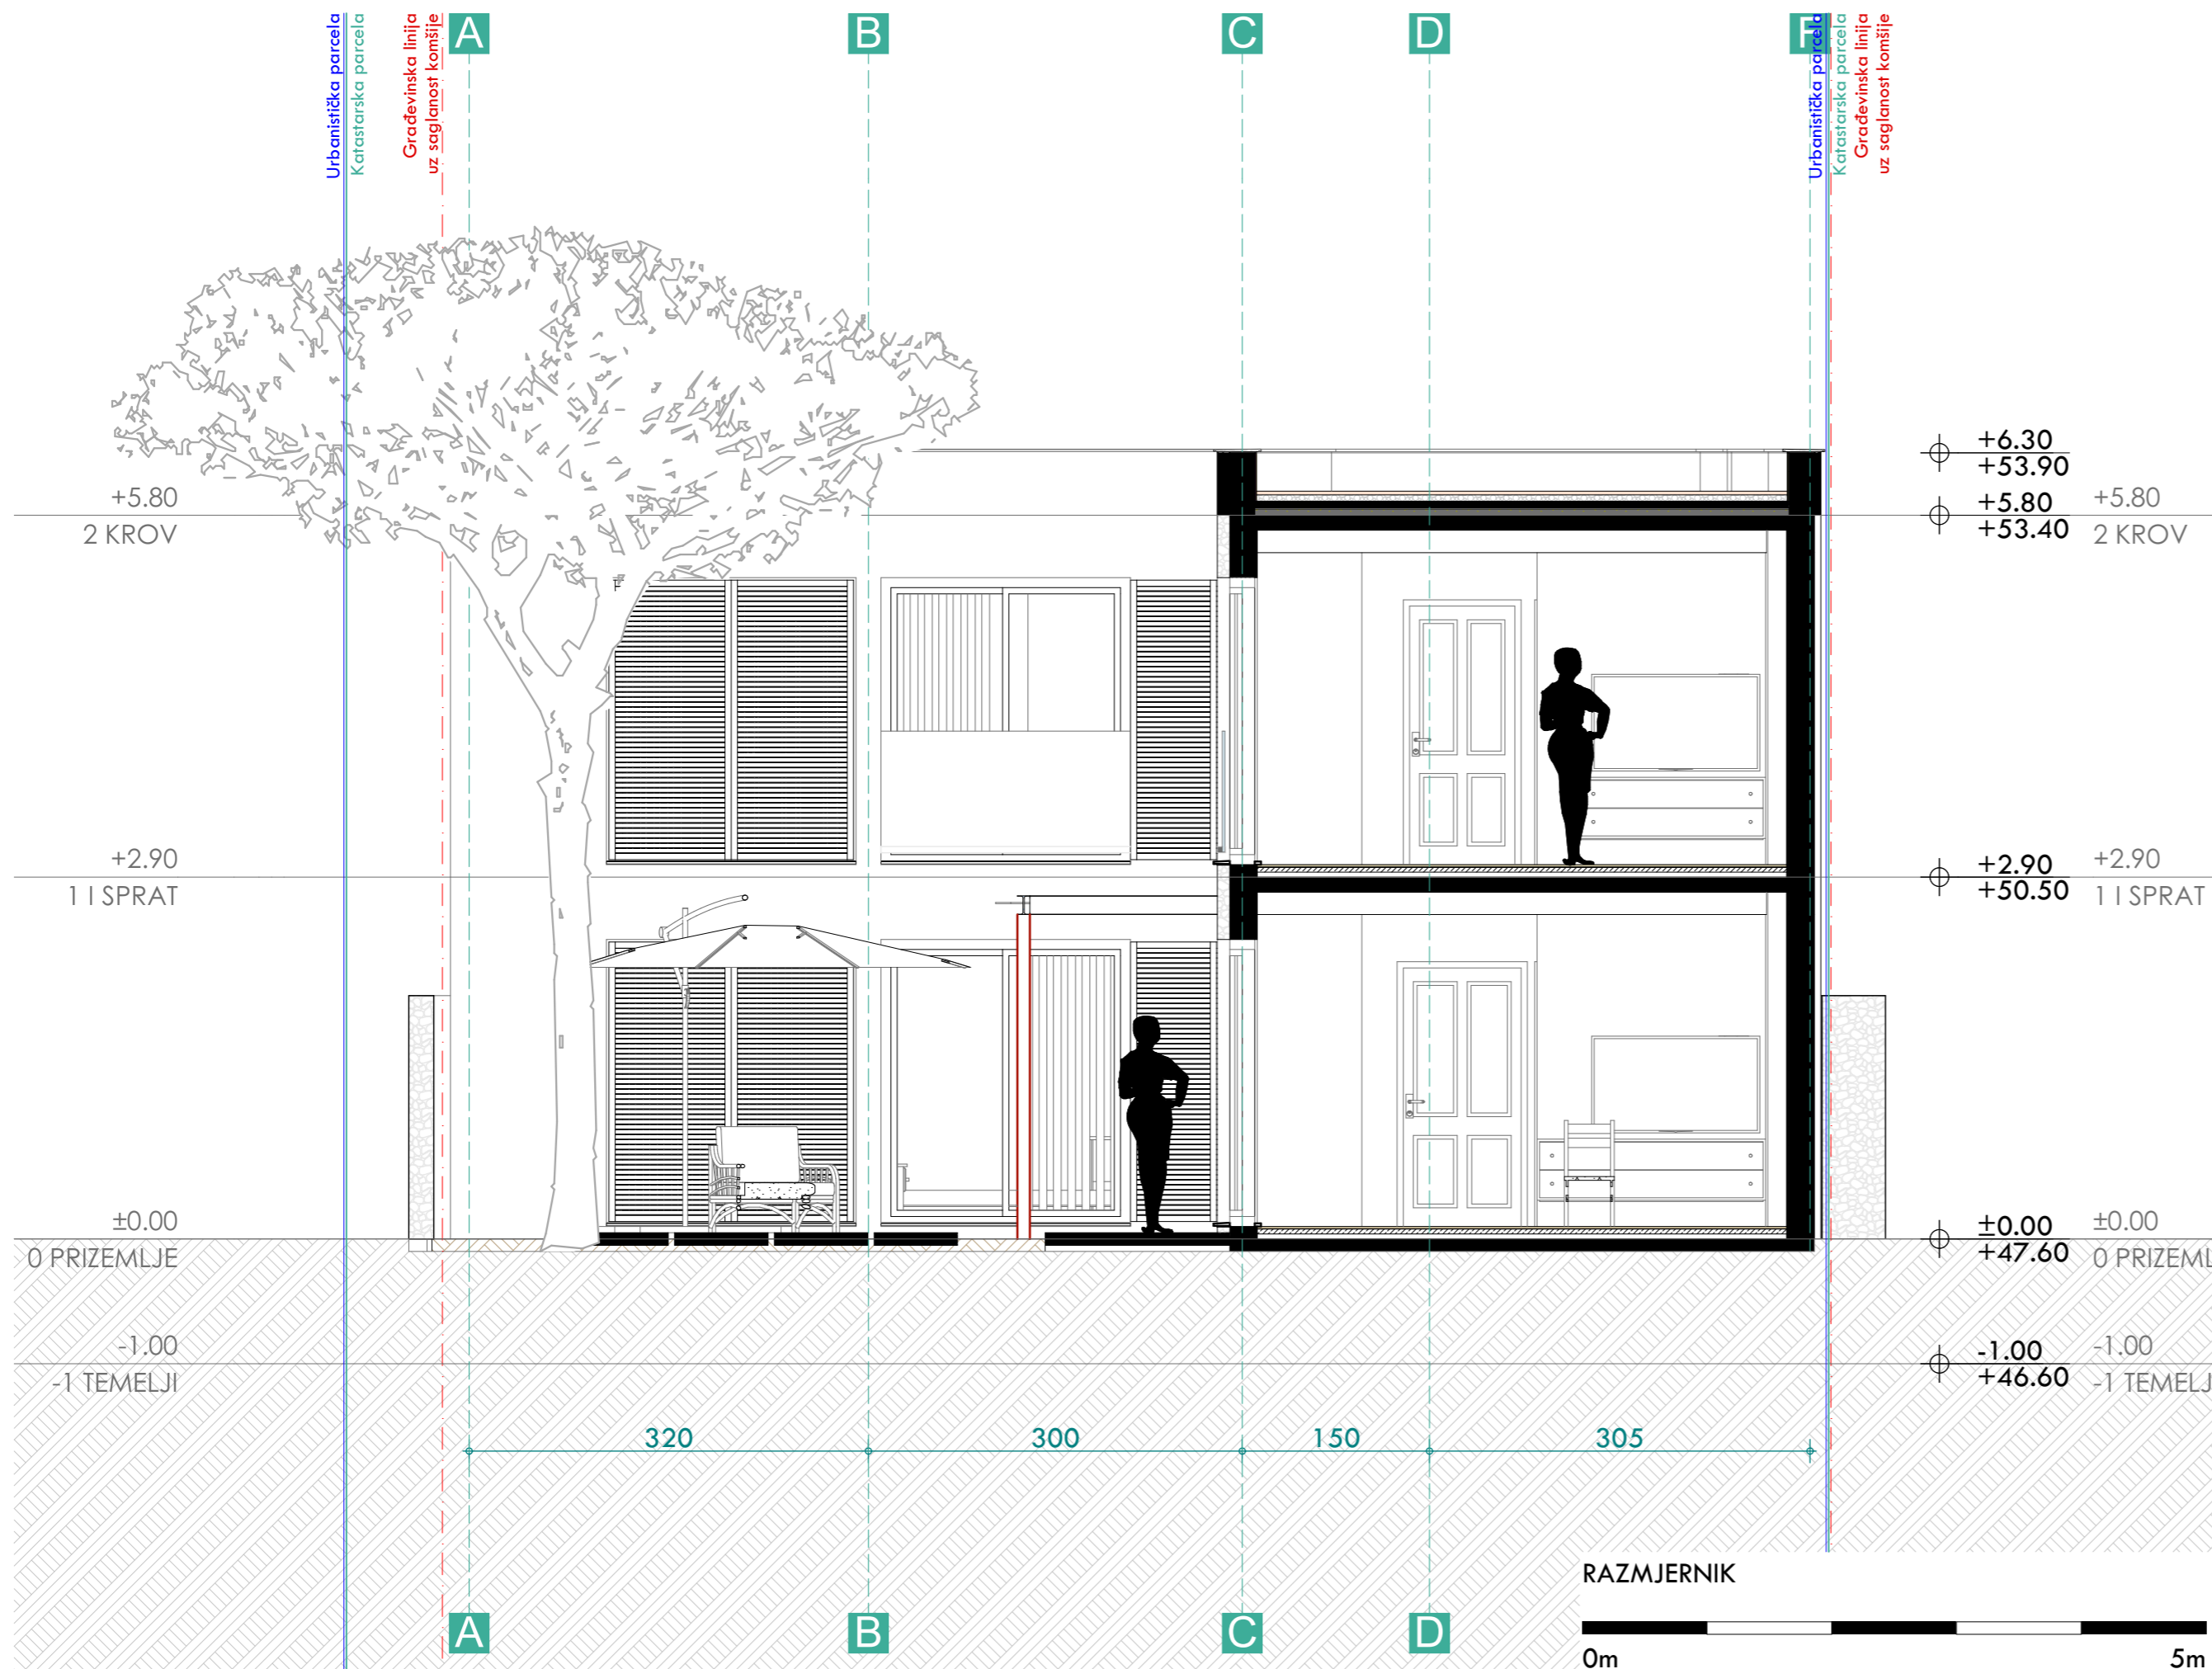 A
B
C
D
F
Urbanistička parcela
Katastarska parcela
Građevinska linija
uz saglanost komšije
Urbanistička parcela
Katastarska parcela
Građevinska linija
uz saglanost komšije
+6.30
+53.90
+5.80
2 KROV
+5.80
+53.40
+5.80
2 KROV
+2.90
1 I SPRAT
+2.90
+50.50
+2.90
1 I SPRAT
±0.00
0 PRIZEMLJE
±0.00
+47.60
±0.00
0 PRIZEML
-1.00
-1 TEMELJI
-1.00
+46.60
-1.00
-1 TEMELJ
320
300
150
305
RAZMJERNIK
0m
5m
A
B
C
D